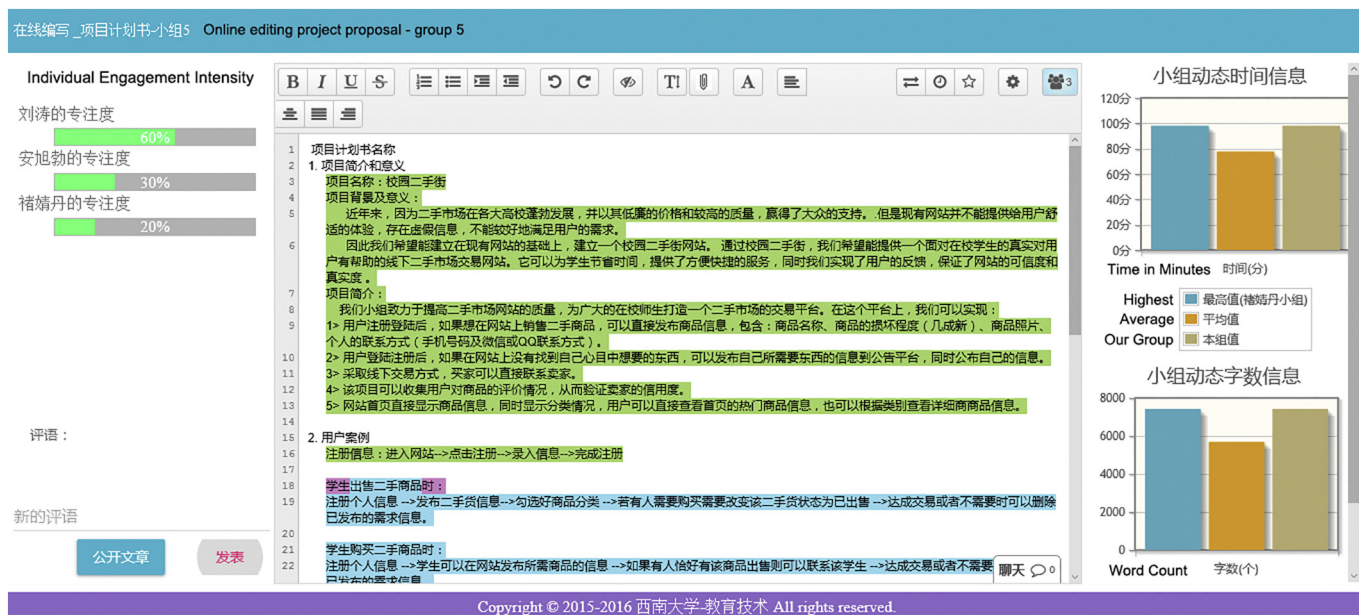 在线编写 _项目计划书-小组5 Online editing project proposal - group 5
Individual Engagement Intensity
刘涛的专注度
60%
安旭勃的专注度
30%
褚婧丹的专注度
20%
评语：
新的评语
公开文章 发表
B I U S
A
3
1 项目计划书名称
2 1. 项目简介和意义
3 项目名称：校园二手街
4 项目背景及意义：
5 近年来，因为二手市场在各大高校蓬勃发展，并以其低廉的价格和较高的质量，赢得了大众的支持。.但是现有网站并不能提供给用户舒
适的体验，存在虚假信息，不能较好地满足用户的需求。
6 因此我们希望能建立在现有网站的基础上，建立一个校园二手街网站。 通过校园二手街，我们希望能提供一个面对在校学生的真实对用
户有帮助的线下二手市场交易网站。它可以为学生节省时间，提供了方便快捷的服务，同时我们实现了用户的反馈，保证了网站的可信度和
真实度 。
7 项目简介：
8 我们小组致力于提高二手市场网站的质量，为广大的在校师生打造一个二手市场的交易平台。在这个平台上，我们可以实现：
9 1> 用户注册登陆后，如果想在网站上销售二手商品，可以直接发布商品信息，包含：商品名称、商品的损坏程度（几成新）、商品照片、
个人的联系方式（手机号码及微信或QQ联系方式）。
10 2> 用户登陆注册后，如果在网站上没有找到自己心目中想要的东西，可以发布自己所需要东西的信息到公告平台，同时公布自己的信息。
11 3> 采取线下交易方式，买家可以直接联系卖家。
12 4> 该项目可以收集用户对商品的评价情况，从而验证卖家的信用度。
13 5> 网站首页直接显示商品信息，同时显示分类情况，用户可以直接查看首页的热门商品信息，也可以根据类别查看详细商商品信息。
14
15 2. 用户案例
16 注册信息：进入网站-->点击注册-->录入信息-->完成注册
17
18 学生出售二手商品时：
19 注册个人信息 -->发布二手货信息-->勾选好商品分类 -->若有人需要购买需要改变该二手货状态为已出售 -->达成交易或者不需要时可以删除
已发布的需求信息。
20
21 学生购买二手商品时：
22 注册个人信息 -->学生可以在网站发布所需商品的信息 -->如果有人恰好有该商品出售则可以联系该学生 -->达成交易或者不需要
已发布的需求信息
聊天 0
小组动态时间信息
120分
100分
80分
60分
40分
20分
0分
Time in Minutes 时间(分)
Highest 最高值(褚婧丹小组)
Average 平均值
Our Group 本组值
小组动态字数信息
8000
6000
4000
2000
0
Word Count 字数(个)
Copyright © 2015-2016 西南大学-教育技术 All rights reserved.